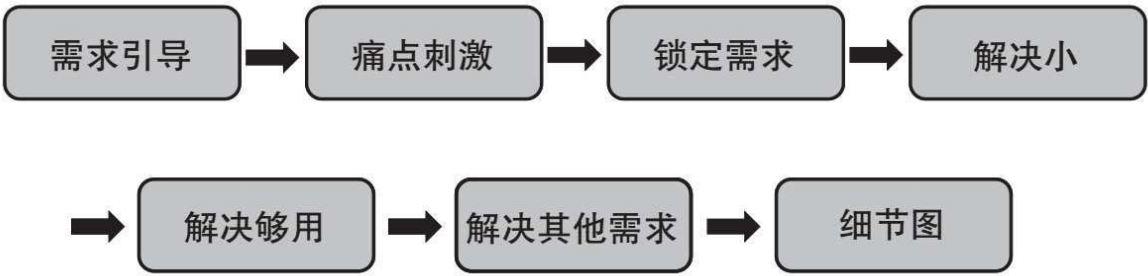 需求引导
痛点刺激
锁定需求
解决小
解决够用
解决其他需求
细节图